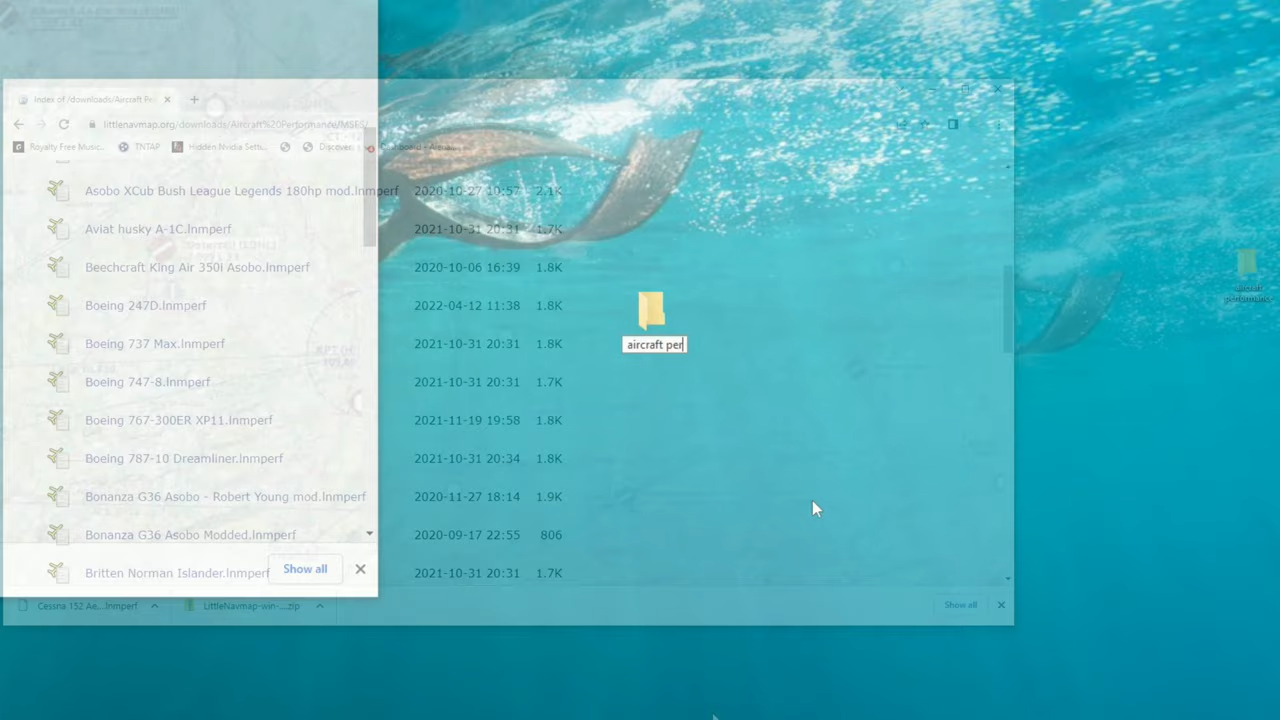 Index of /downloads/Aircraft Per
littlenavmap.org/downloads/Aircraft%20Performance/MSFS/
Royalty Free Music... TNTAP Hidden Nvidia Setti... Discover Dashboard - Alpha...
Asobo XCub Bush League Legends 180hp mod.lnmperf 2020-10-27 10:57 2.1K
Aviat husky A-1C.lnmperf 2021-10-31 20:31 1.7K
Beechcraft King Air 350I Asobo.lnmperf 2020-10-06 16:39 1.8K
Boeing 247D.lnmperf 2022-04-12 11:38 1.8K
aircraft per
Boeing 737 Max.lnmperf 2021-10-31 20:31 1.8K
Boeing 747-8.lnmperf 2021-10-31 20:31 1.7K
Boeing 767-300ER XP11.lnmperf 2021-11-19 19:58 1.8K
Boeing 787-10 Dreamliner.lnmperf 2021-10-31 20:34 1.8K
Bonanza G36 Asobo - Robert Young mod.lnmperf 2020-11-27 18:14 1.9K
Bonanza G36 Asobo Modded.lnmperf 2020-09-17 22:55 806
Britten Norman Islander.lnmperf 2021-10-31 20:31 1.7K
Show all
Cessna 152 Ae...lnmperf LittleNavmap-win-....zip Show all
aircraft
performance